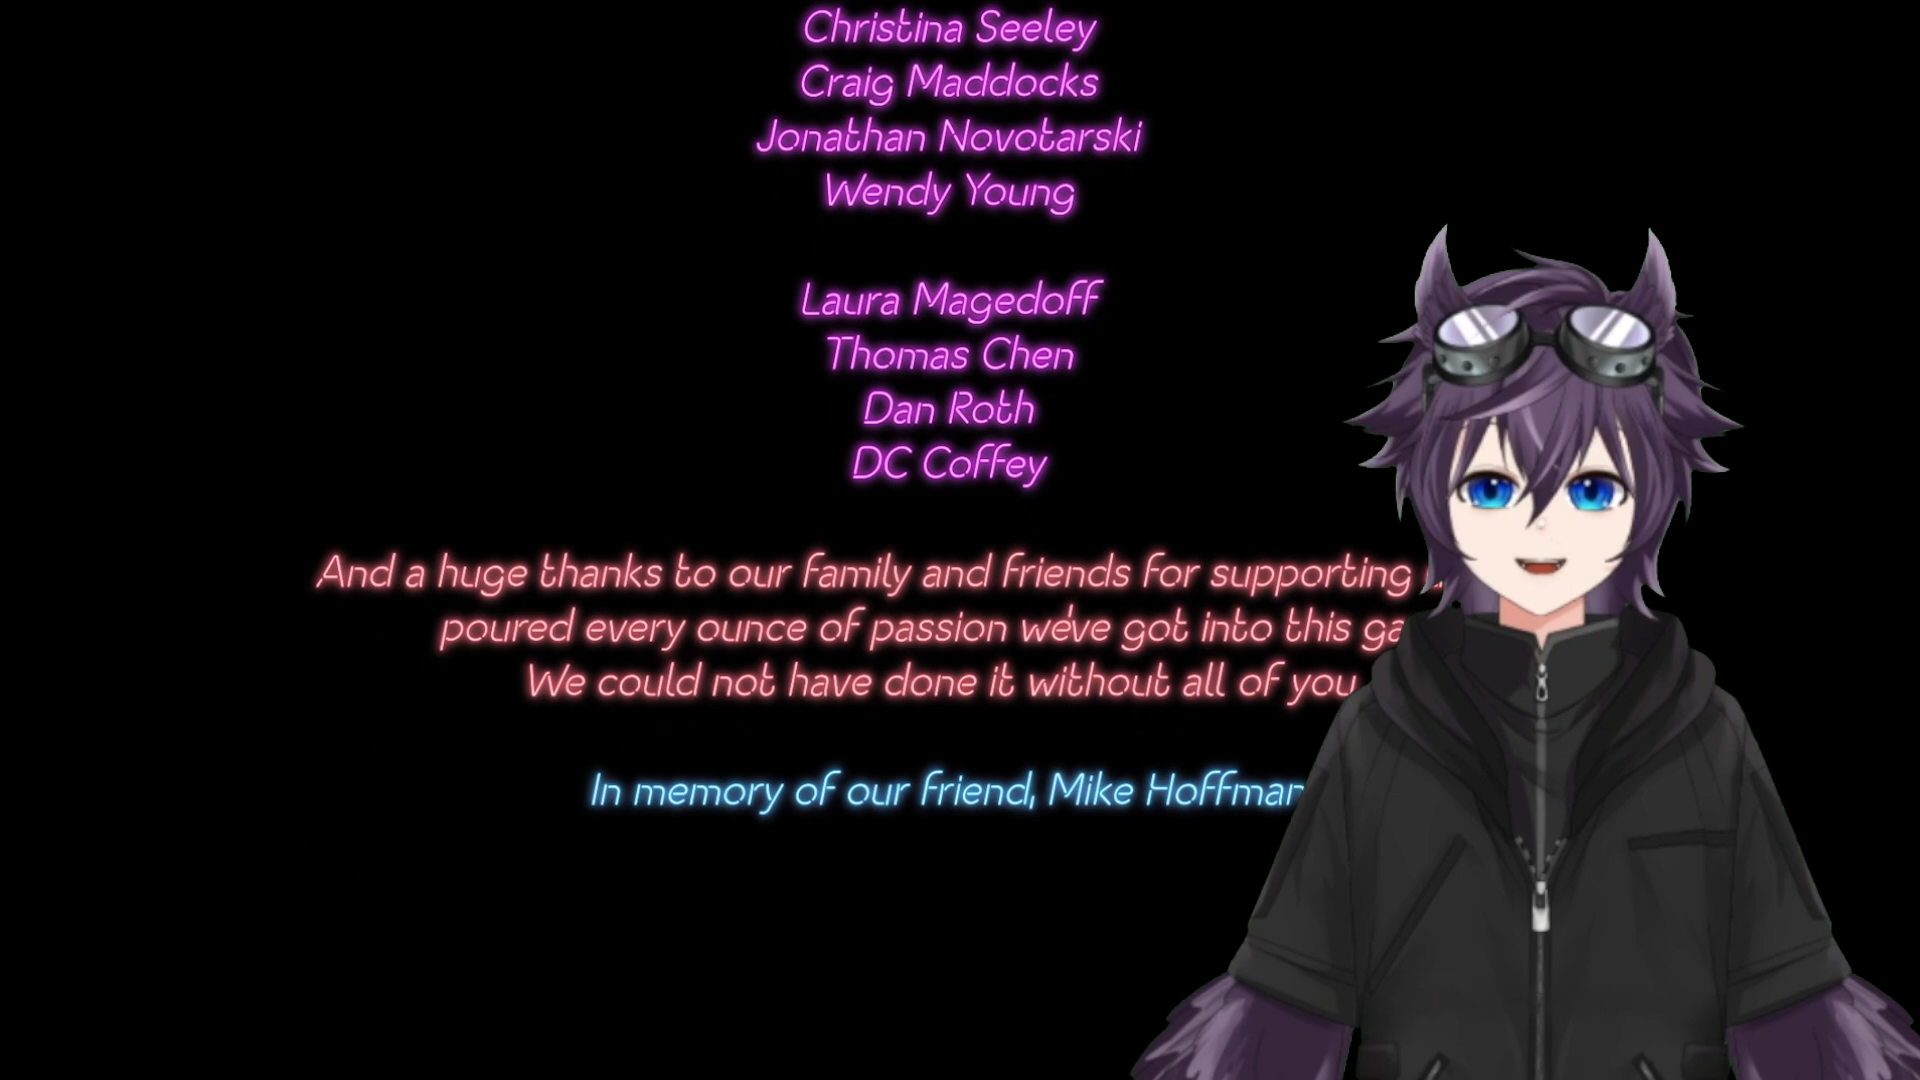 Christina Seeley
Craig Maddocks
Jonathan Novotarski
Wendy Young
Laura Magedoff
Thomas Chen
Dan Roth
DC Coffey
And a huge thanks to our family and friends for supporting
poured every ounce of passion we've got into this
We could not have done it without all of you
In memory of our friend, Mike Hoffman